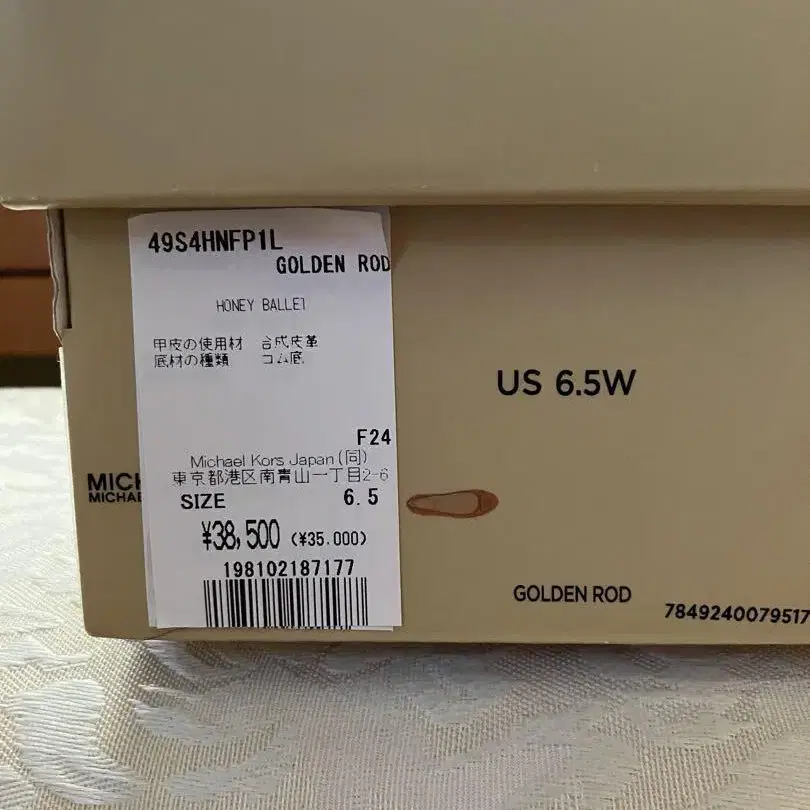 49S4HNFP1L
GOLDEN ROD
HONEY BALLET
甲皮の使用材 合成皮革
底材の種類 ゴム底
F24
Michael Kors Japan(同)
東京都港区南青山一丁目2-6
SIZE 6.5
¥38,500 (¥35.000)
198102187177
MICH
MICHAE
US 6.5W
GOLDEN ROD
7849240079517